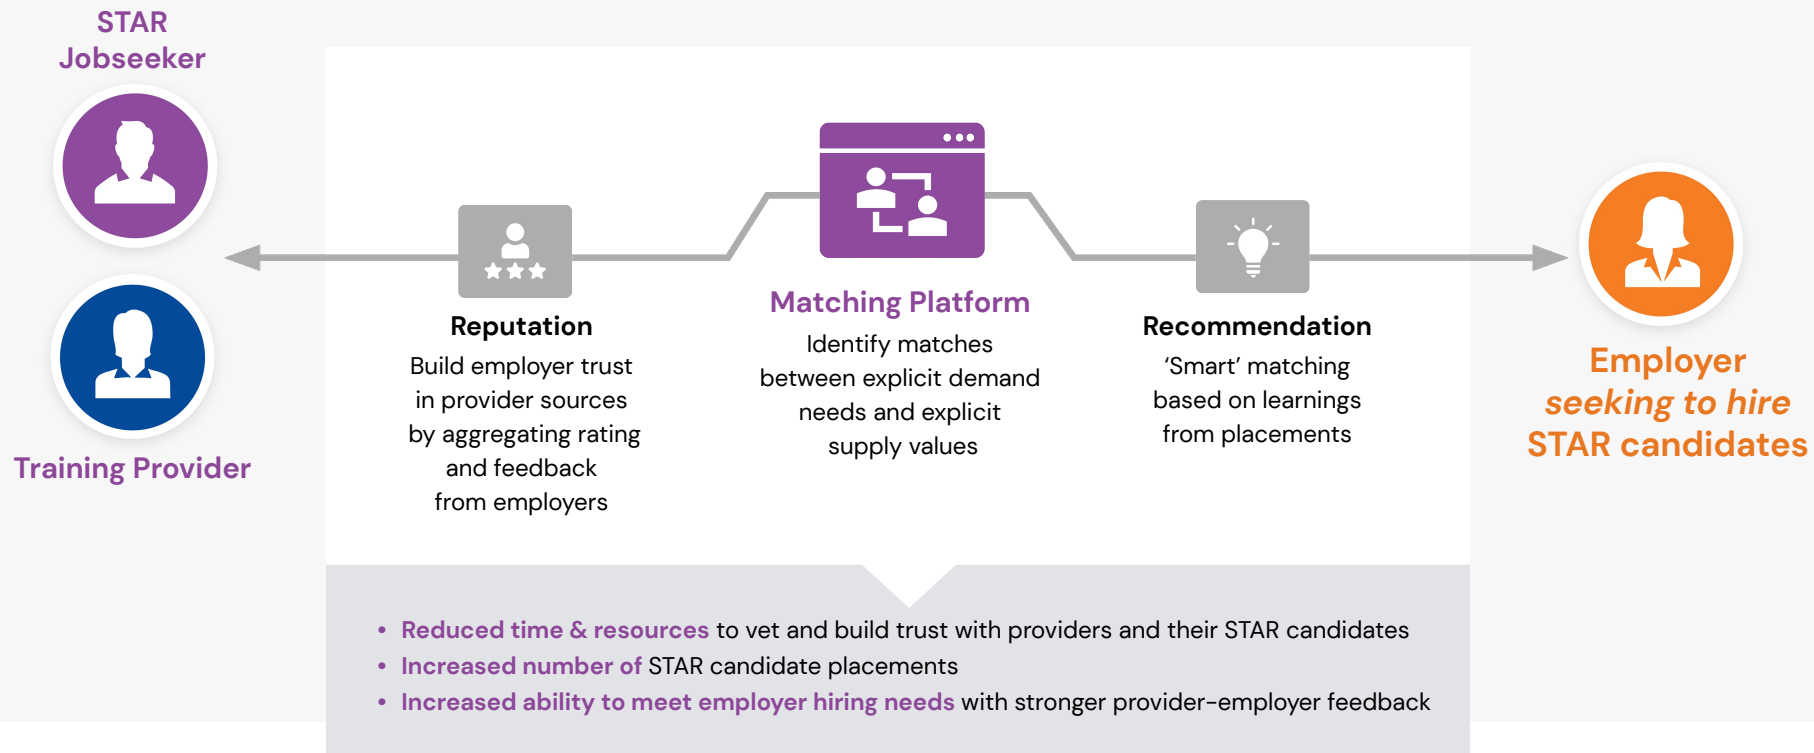 STAR
Jobseeker
Training Provider
Reputation
Build employer trust
in provider sources
by aggregating rating
and feedback
from employers
Matching Platform
Identify matches
between explicit demand
needs and explicit
supply values
Recommendation
‘Smart’ matching
based on learnings
from placements
Employer
seeking to hire
STAR candidates
• Reduced time & resources to vet and build trust with providers and their STAR candidates
• Increased number of STAR candidate placements
• Increased ability to meet employer hiring needs with stronger provider-employer feedback